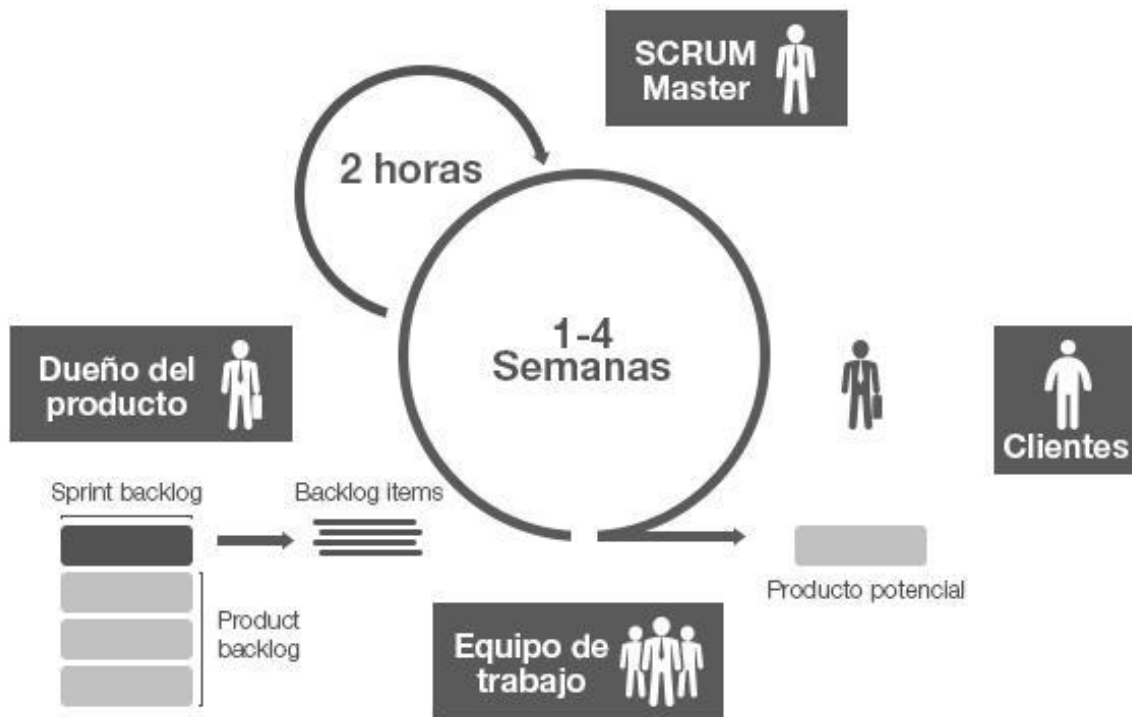 SCRUM
Master
2 horas
1-4
Semanas
Dueño del
producto
Clientes
Sprint backlog
Backlog items
Product
backlog
Producto potencial
Equipo de
trabajo